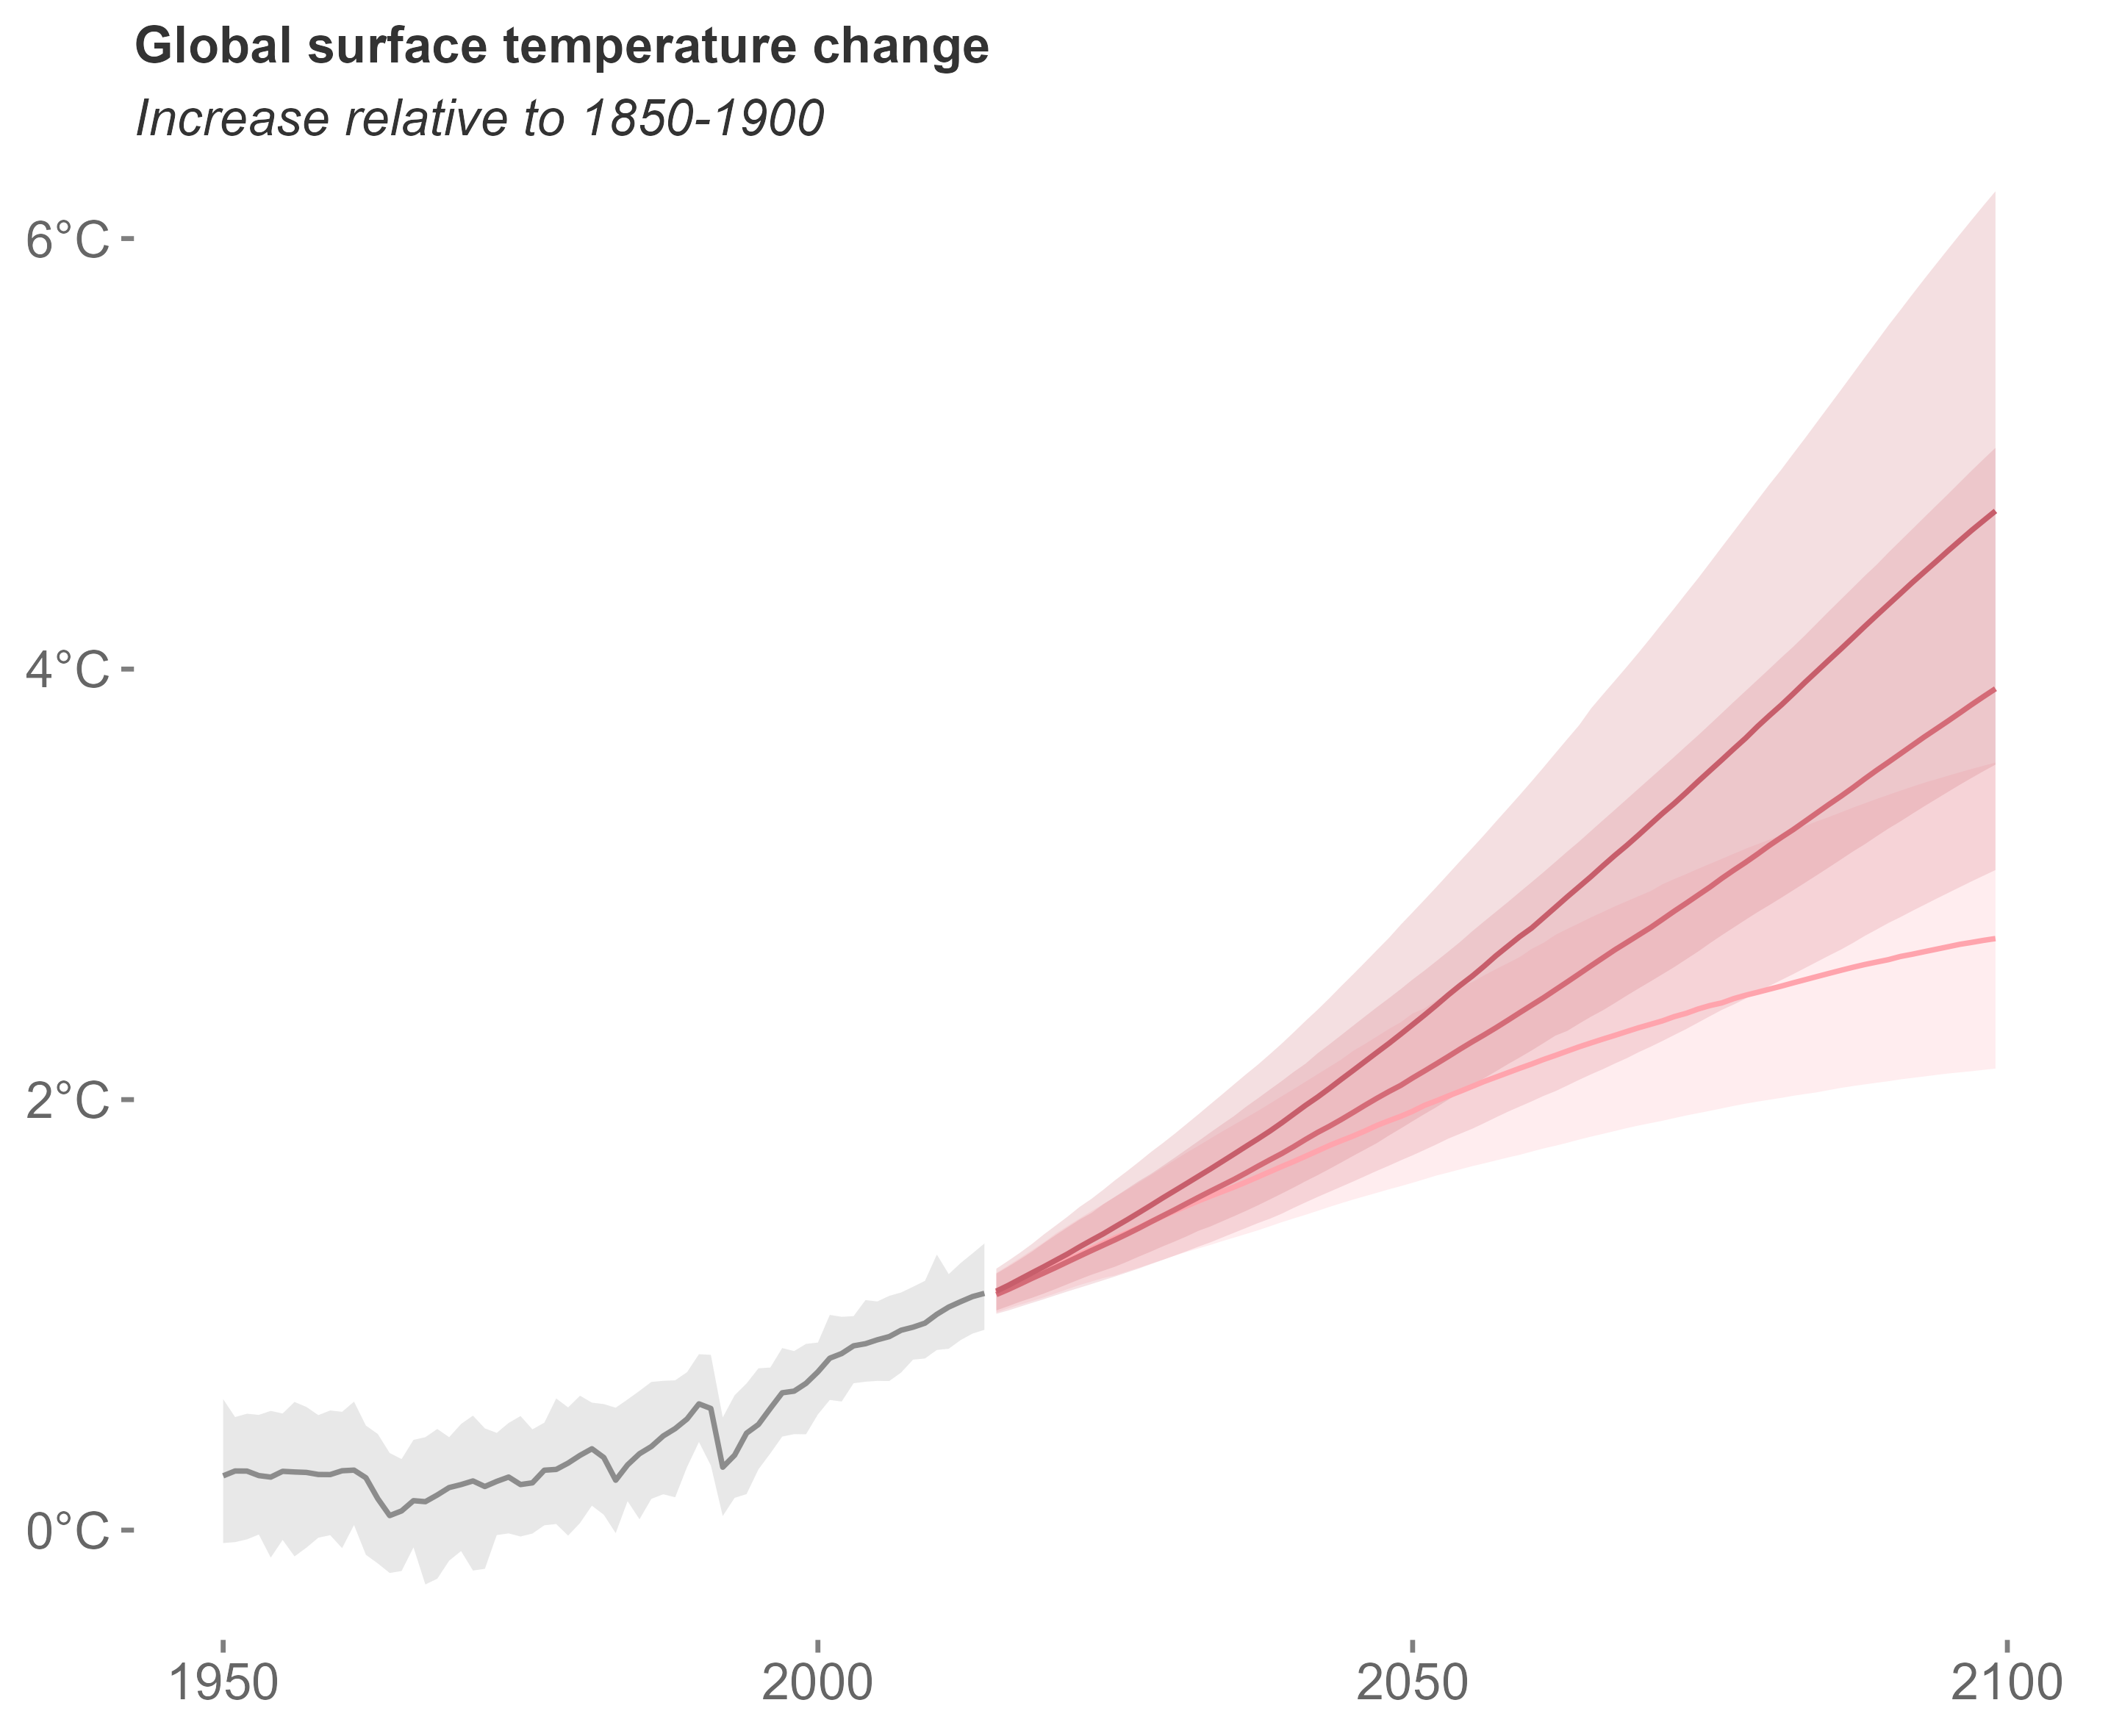 Global surface temperature change
Increase relative to 1850-1900
6°C
4°C
2°C
0°C
1950 2000 2050 2100